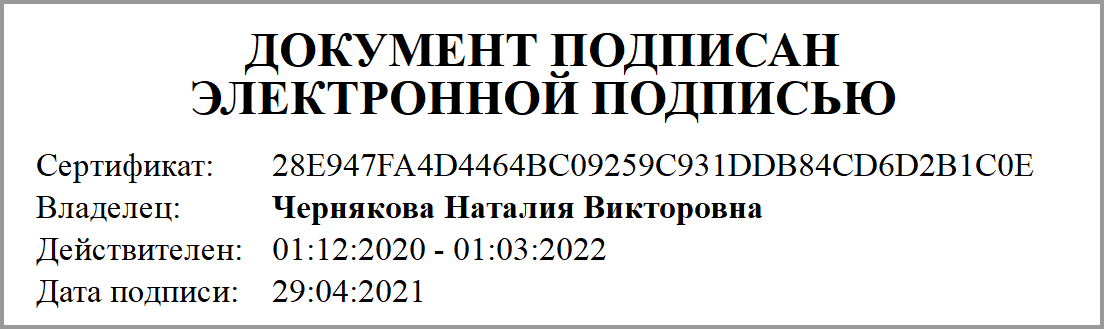 ДОКУМЕНТ ПОДПИСАН
ЭЛЕКТРОННОЙ ПОДПИСЬЮ
Сертификат: 28E947FA4D4464BC09259C931DDB84CD6D2B1C0E
Владелец: Чернякова Наталия Викторовна
Действителен: 01:12:2020 - 01:03:2022
Дата подписи: 29:04:2021